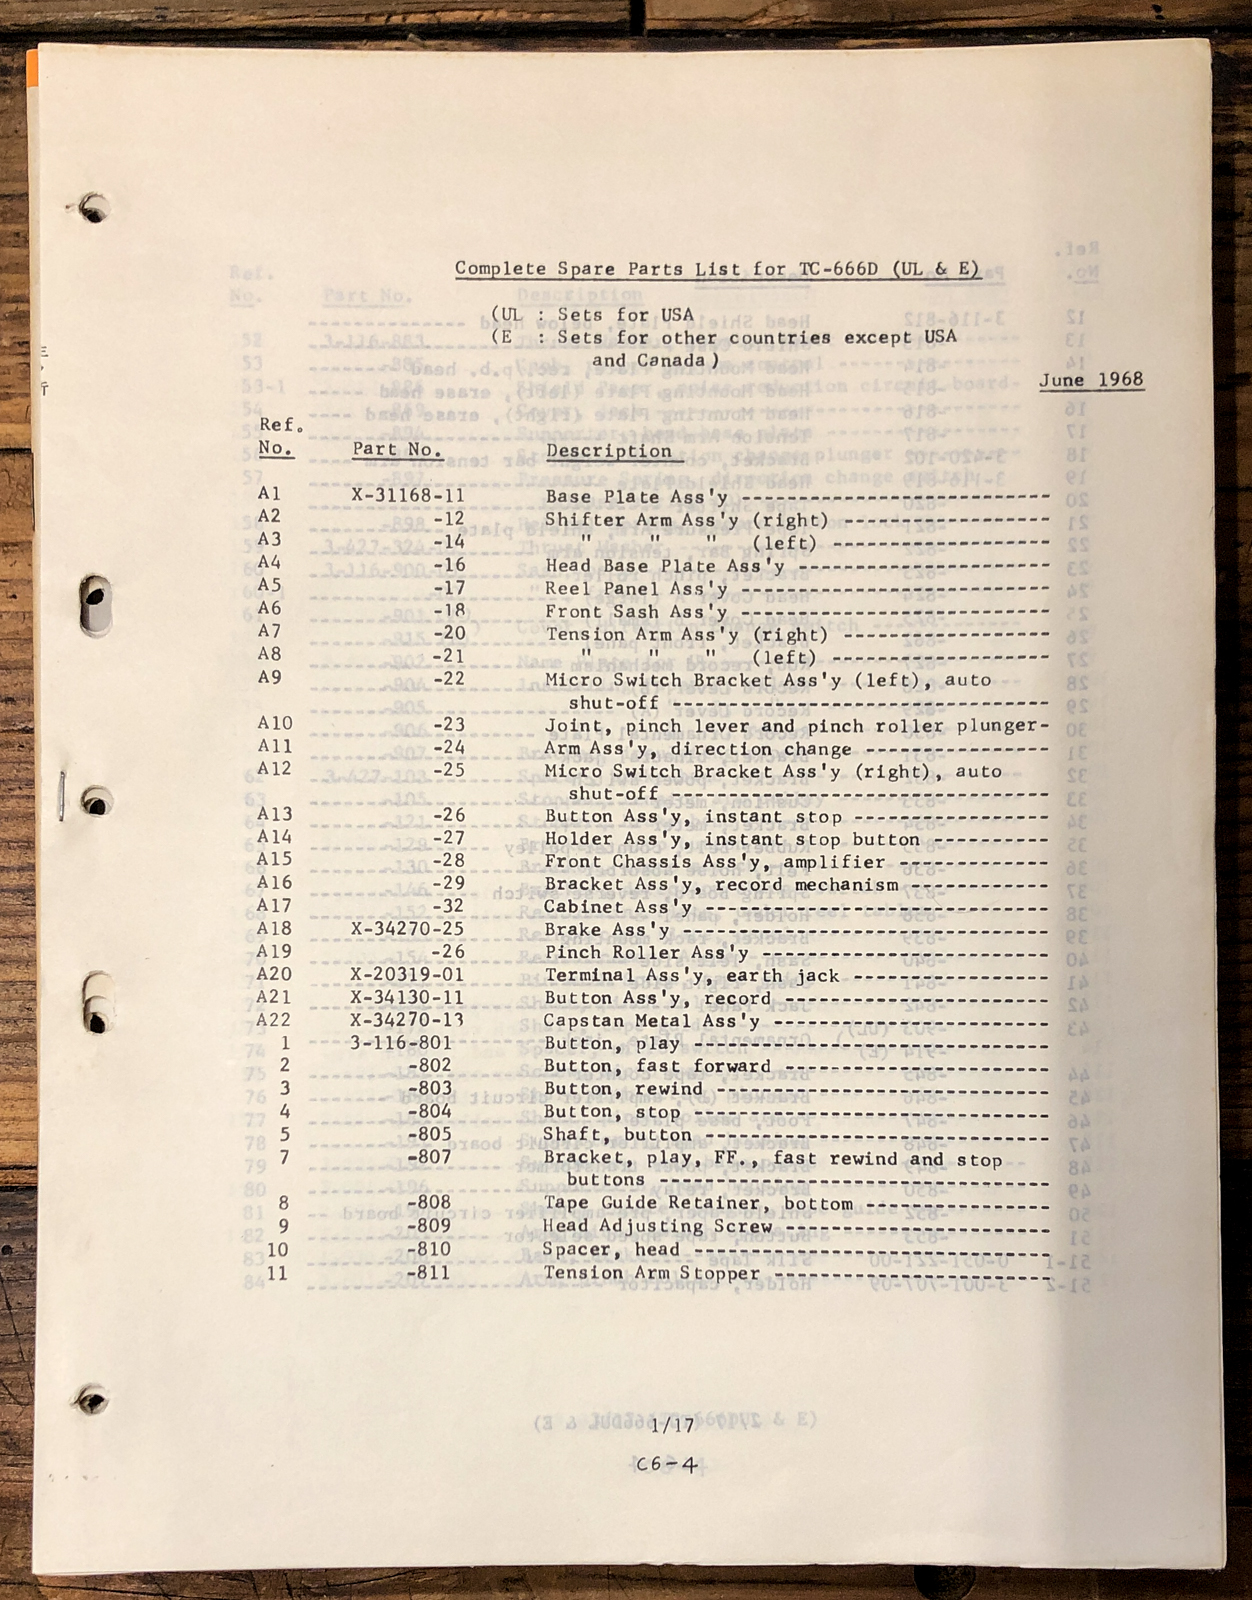 Complete Spare Parts List for TC-666D (UL & E)
(UL : Sets for USA
(E : Sets for other countries except USA
and Canada)
June 1968
Ref.
No. Part No. Description
A1 X-31168-11 Base Plate Ass'y ---------------------------
A2 -12 Shifter Arm Ass'y (right) ------------------
A3 -14 " " " (left) -------------------
A4 -16 Head Base Plate Ass'y ----------------------
A5 -17 Reel Panel Ass'y ---------------------------
A6 -18 Front Sash Ass'y ---------------------------
A7 -20 Tension Arm Ass'y (right) ------------------
A8 -21 " " " (left) -------------------
A9 -22 Micro Switch Bracket Ass'y (left), auto
shut-off ---------------------------------
A10 -23 Joint, pinch lever and pinch roller plunger-
A11 -24 Arm Ass'y, direction change ----------------
A12 -25 Micro Switch Bracket Ass'y (right), auto
shut-off ---------------------------------
A13 -26 Button Ass'y, instant stop -----------------
A14 -27 Holder Ass'y, instant stop button -----------
A15 -28 Front Chassis Ass'y, amplifier -------------
A16 -29 Bracket Ass'y, record mechanism ------------
A17 -32 Cabinet Ass'y ------------------------------
A18 X-34270-25 Brake Ass'y --------------------------------
A19 -26 Pinch Roller Ass'y --------------------------
A20 X-20319-01 Terminal Ass'y, earth jack -----------------
A21 X-34130-11 Button Ass'y, record -----------------------
A22 X-34270-13 Capstan Metal Ass'y ------------------------
1 3-116-801 Button, play -------------------------------
2 -802 Button, fast forward -----------------------
3 -803 Button, rewind -----------------------------
4 -804 Button, stop -------------------------------
5 -805 Shaft, button ------------------------------
7 -807 Bracket, play, FF., fast rewind and stop
buttons ----------------------------------
8 -808 Tape Guide Retainer, bottom -----------------
9 -809 Head Adjusting Screw -----------------------
10 -810 Spacer, head -------------------------------
11 -811 Tension Arm Stopper ------------------------
1/17
C6-4